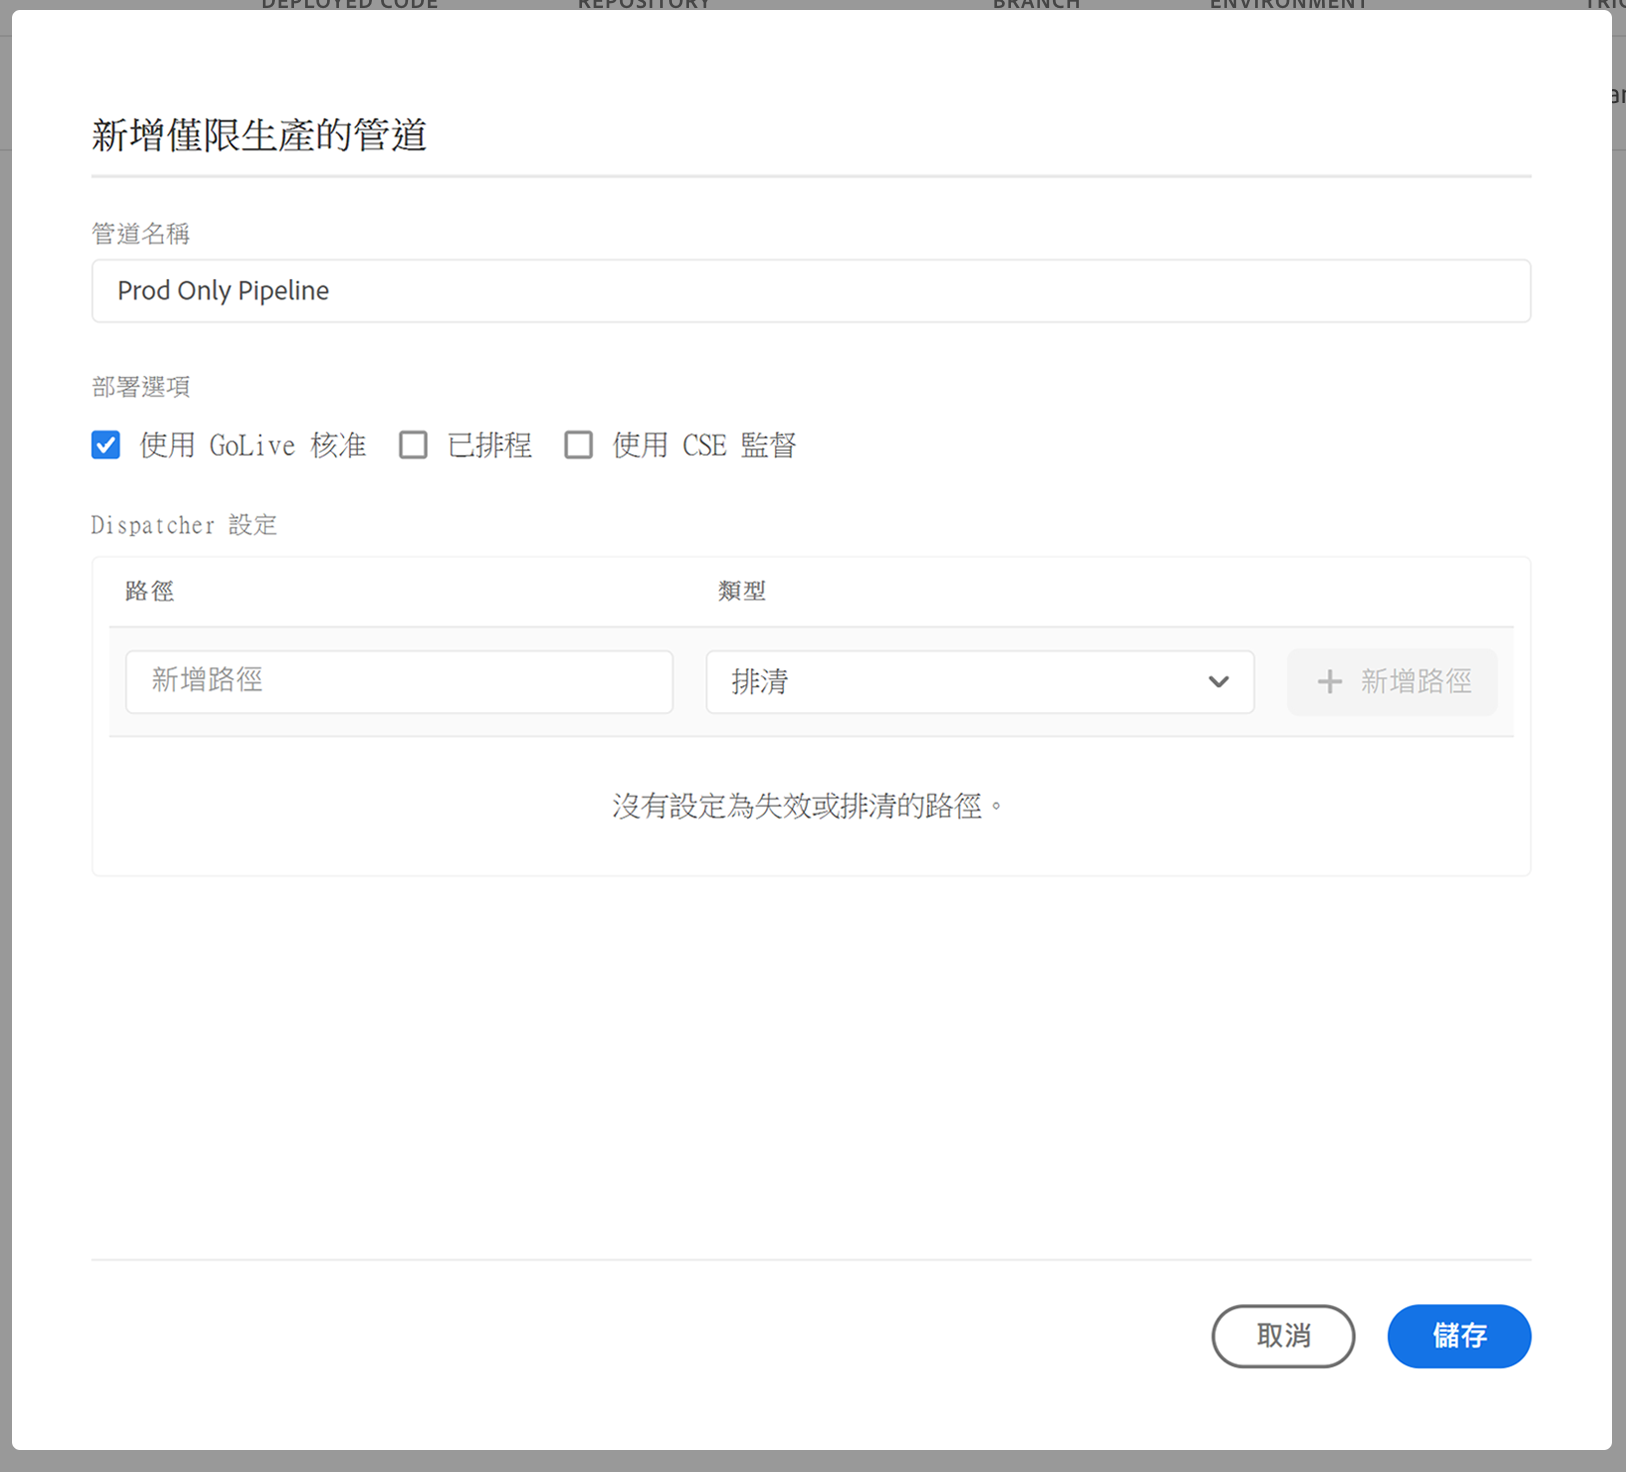 DEPLOYED CODE REPOSITORY BRANCH ENVIRONMENT
新增僅限生產的管道
管道名稱
Prod Only Pipeline
部署選項
使用 GoLive 核准 已排程 使用 CSE 監督
Dispatcher 設定
路徑 類型
新增路徑 排清 新增路徑
沒有設定為失效或排清的路徑。
取消 儲存